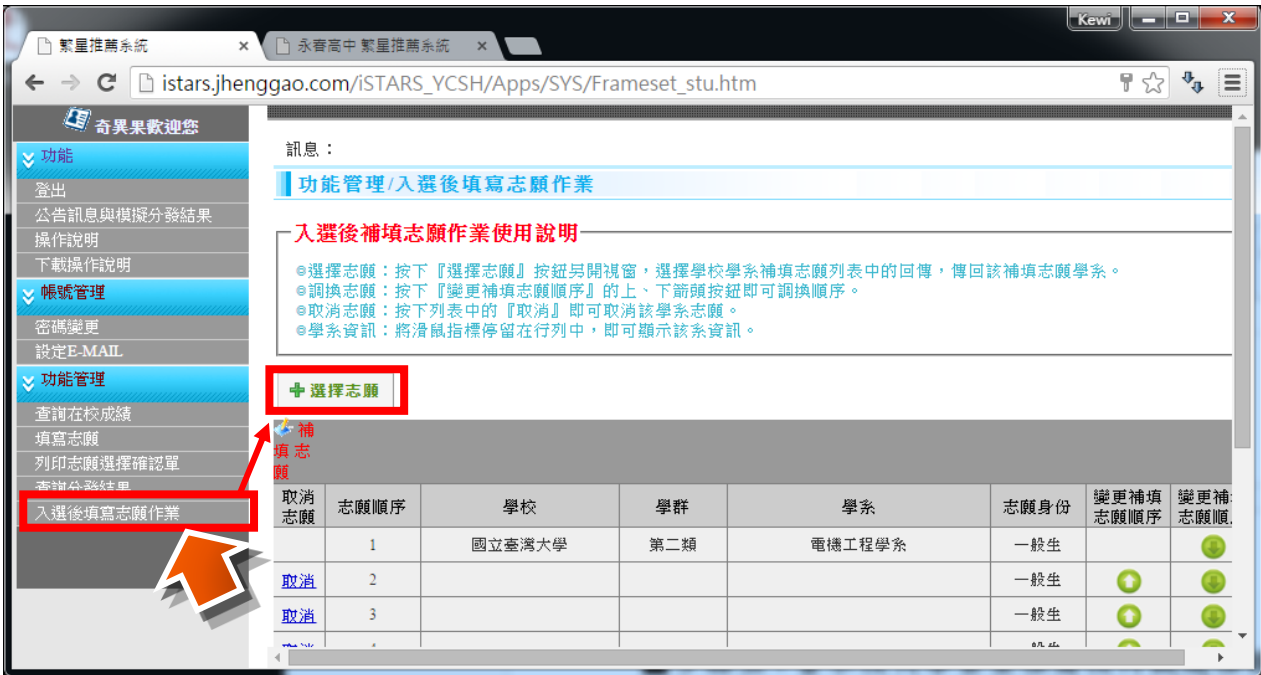 Kewi
繁星推薦系統
永春高中 繁星推薦系統
istars.jhenggao.com/iSTARS_YCSH/Apps/SYS/Frameset_stu.htm
奇異果歡迎您
功能
登出
公告訊息與模擬分發結果
操作說明
下載操作說明
帳號管理
密碼變更
設定E-MAIL
功能管理
查詢在校成績
填寫志願
列印志願選擇確認單
查詢分發結果
入選後填寫志願作業
訊息：
功能管理/入選後填寫志願作業
入選後補填志願作業使用說明
◎選擇志願：按下『選擇志願』按鈕另開視窗，選擇學校學系補填志願列表中的回傳，傳回該補填志願學系。
◎調換志願：按下『變更補填志願順序』的上、下箭頭按鈕即可調換順序。
◎取消志願：按下列表中的『取消』即可取消該學系志願。
◎學系資訊：將滑鼠指標停留在行列中，即可顯示該系資訊。
選擇志願
補
填 志
願
取消志願 志願順序 學校 學群 學系 志願身份 變更補填志願順序 變更補志願順
1 國立臺灣大學 第二類 電機工程學系 一般生
取消 2 一般生
取消 3 一般生